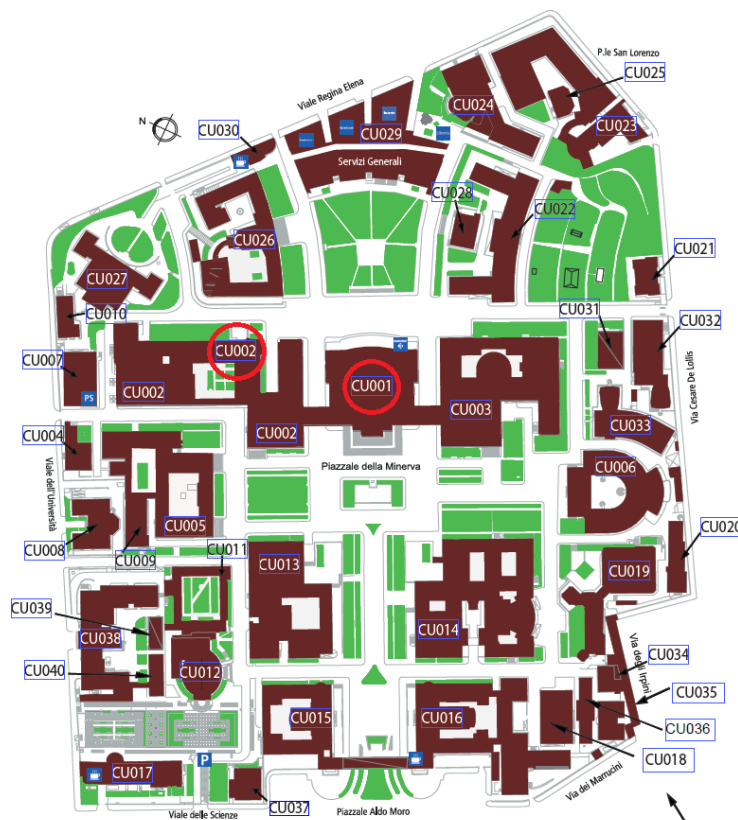 P.le San Lorenzo
CU025
Viale Regina Elena
CU024
CU030
CU029
CU023
N
Servizi Generali
CU028
CU022
CU026
CU021
CU027
CU010
CU031
CU032
CU002
CU007
CU001
CU002
PS
CU003
Via Cesare De Lollis
CU002
CU033
CU004
Piazzale della Minerva
CU006
Viale dell'Università
CU005
CU020
CU008
CU009
CU011
CU013
CU019
CU039
CU014
CU038
Via degli Irpini
CU034
CU040
CU012
CU035
CU015
CU016
CU036
CU018
P
CU017
Via dei Marrucini
CU037
Piazzale Aldo Moro
Viale delle Scienze